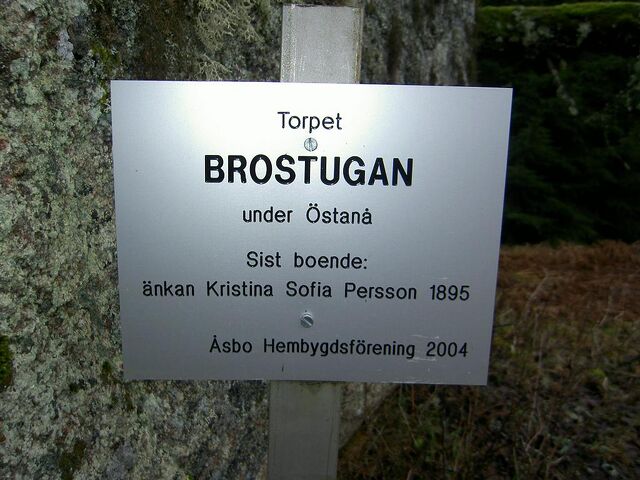 Torpet
BROSTUGAN
under Östanå
Sist boende:
änkan Kristina Sofia Persson 1895
Åsbo Hembygdsförening 2004